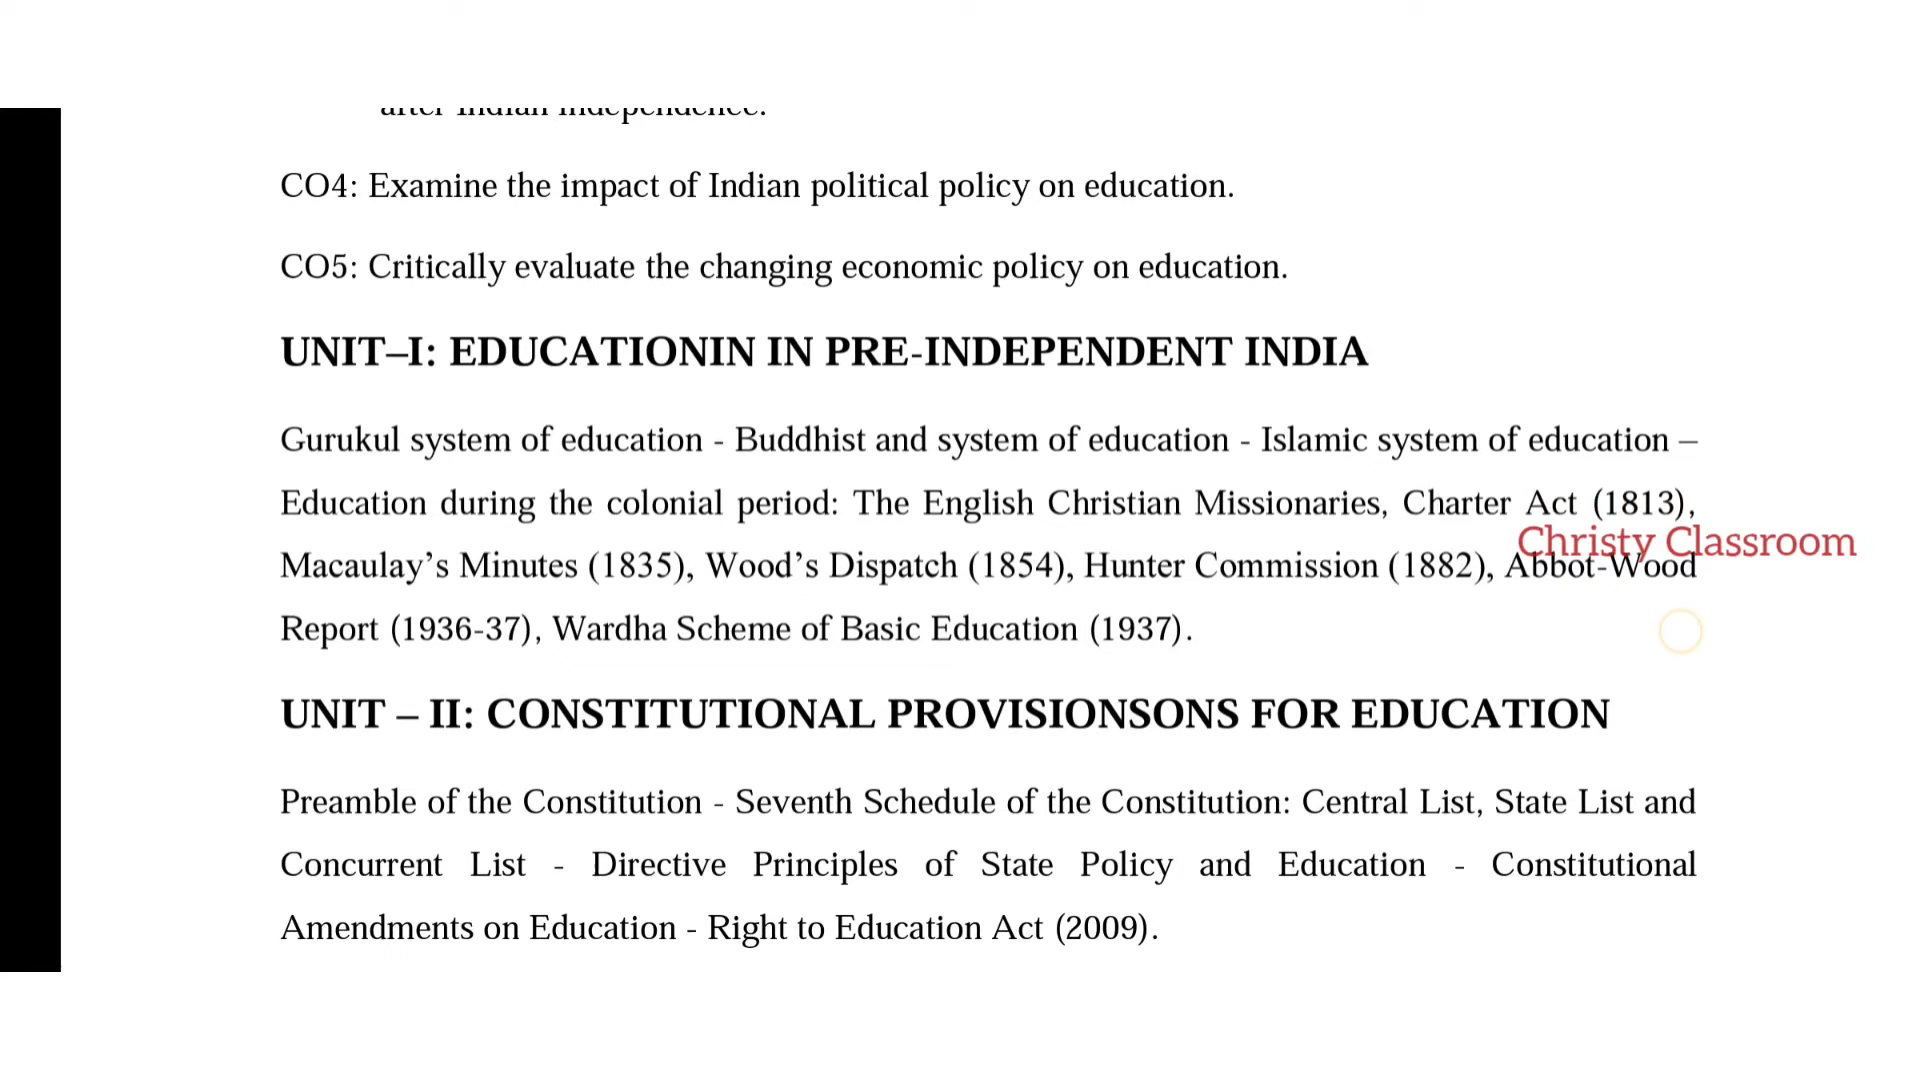 after Indian independence.
CO4: Examine the impact of Indian political policy on education.
CO5: Critically evaluate the changing economic policy on education.
UNIT–I: EDUCATIONIN IN PRE-INDEPENDENT INDIA
Gurukul system of education - Buddhist and system of education - Islamic system of education –
Education during the colonial period: The English Christian Missionaries, Charter Act (1813),
Christy Classroom
Macaulay’s Minutes (1835), Wood’s Dispatch (1854), Hunter Commission (1882), Abbot-Wood
Report (1936-37), Wardha Scheme of Basic Education (1937).
UNIT – II: CONSTITUTIONAL PROVISIONSONS FOR EDUCATION
Preamble of the Constitution - Seventh Schedule of the Constitution: Central List, State List and
Concurrent List - Directive Principles of State Policy and Education - Constitutional
Amendments on Education - Right to Education Act (2009).